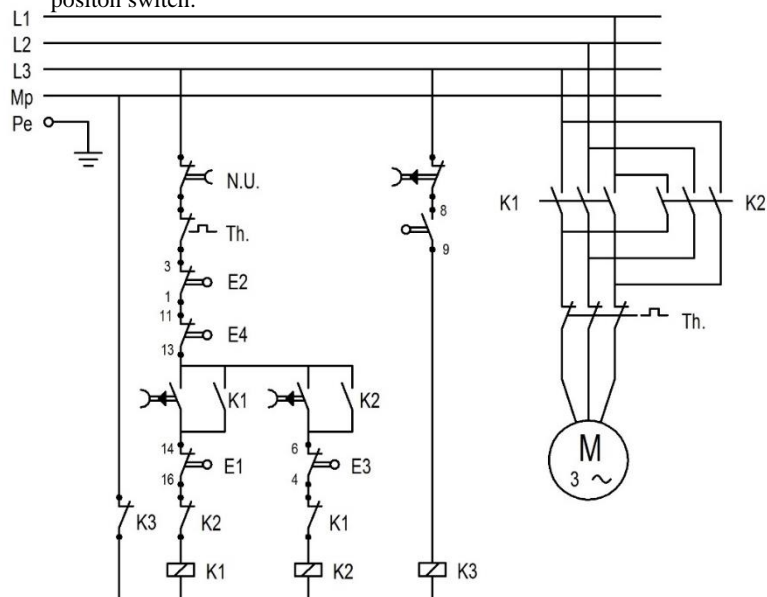 positon switch.
L1
L2
L3
Mp
Pe
N.U.
8
K1
K2
Th.
9
3
E2
1
11
Th.
E4
13
K1
K2
M
14
6
E1
E3
3 ~
16
4
K3
K2
K1
K1
K2
K3